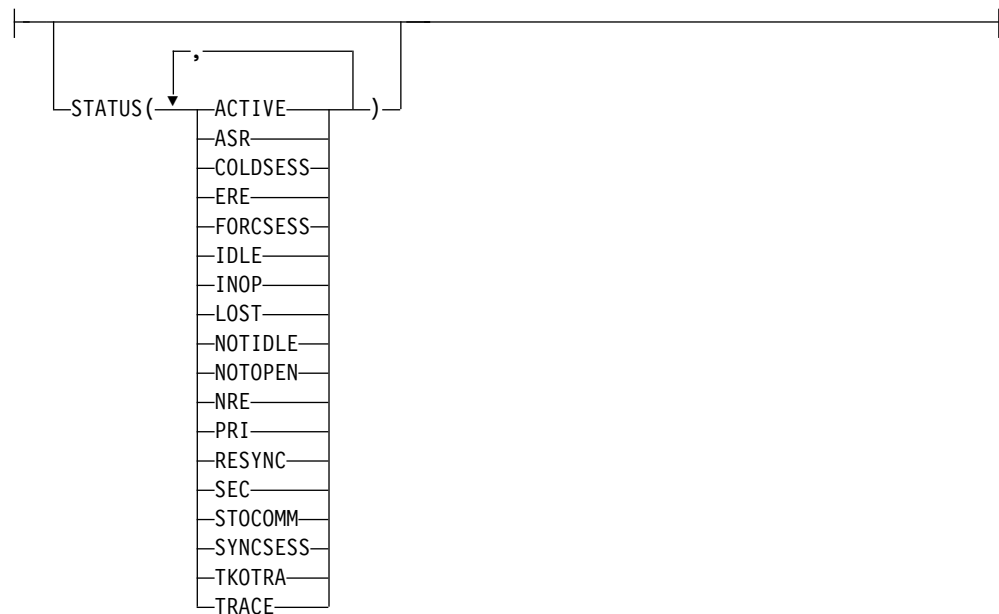 ,
STATUS( ACTIVE )
ASR
COLDSESS
ERE
FORCSESS
IDLE
INOP
LOST
NOTIDLE
NOTOPEN
NRE
PRI
RESYNC
SEC
STOCOMM
SYNCSESS
TKOTRA
TRACE